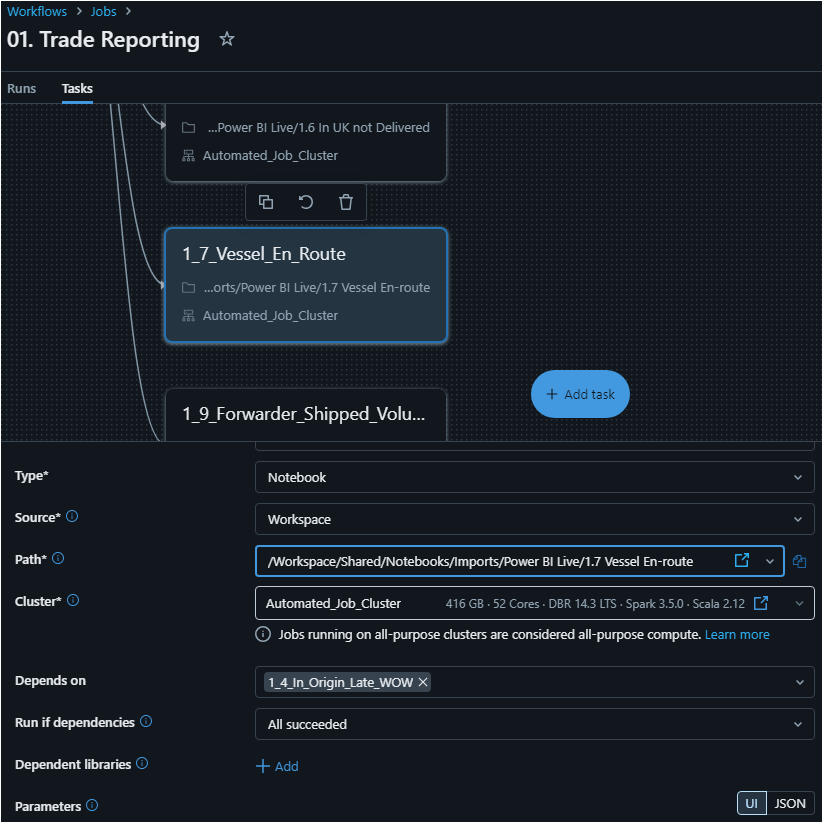 Workflows > Jobs >
01. Trade Reporting
Runs Tasks
...Power BI Live/1.6 In UK not Delivered
Automated_Job_Cluster
1_7_Vessel_En_Route
...orts/Power BI Live/1.7 Vessel En-route
Automated_Job_Cluster
+ Add task
1_9_Forwarder_Shipped_Volu...
Type* Notebook
Source* Workspace
Path* /Workspace/Shared/Notebooks/Imports/Power BI Live/1.7 Vessel En-route
Cluster* Automated_Job_Cluster 416 GB · 52 Cores · DBR 14.3 LTS · Spark 3.5.0 · Scala 2.12
Jobs running on all-purpose clusters are considered all-purpose compute. Learn more
Depends on 1_4_In_Origin_Late_WOW
Run if dependencies All succeeded
Dependent libraries + Add
Parameters UI JSON